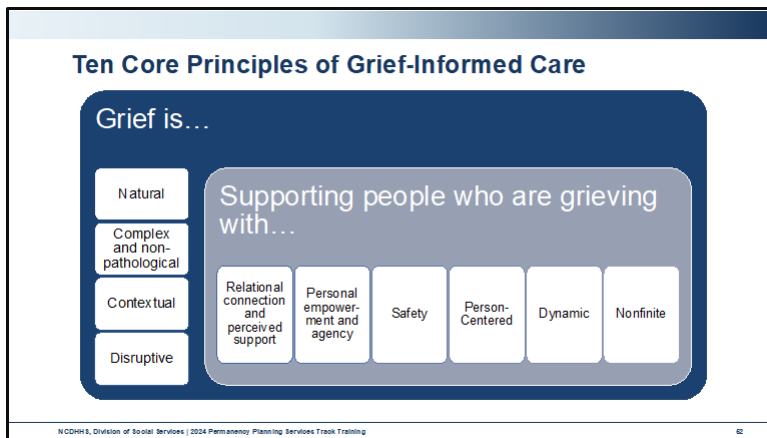 Ten Core Principles of Grief-Informed Care
Grief is…
Natural
Complex
and non-
pathological
Contextual
Disruptive
Supporting people who are grieving
with…
Relational
connection
and
perceived
support
Personal
empower-
ment and
agency
Safety
Person-
Centered
Dynamic
Nonfinite
NCDHHS, Division of Social Services | 2024 Permanency Planning Services Track Training
62